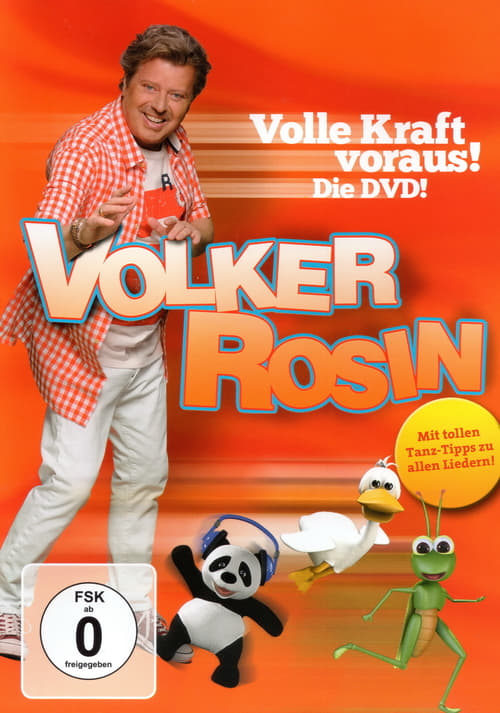 Volle Kraft
voraus!
Die DVD!
VOLKER
ROSIN
Mit tollen
Tanz-Tipps zu
allen Liedern!
FSK
ab
0
freigegeben